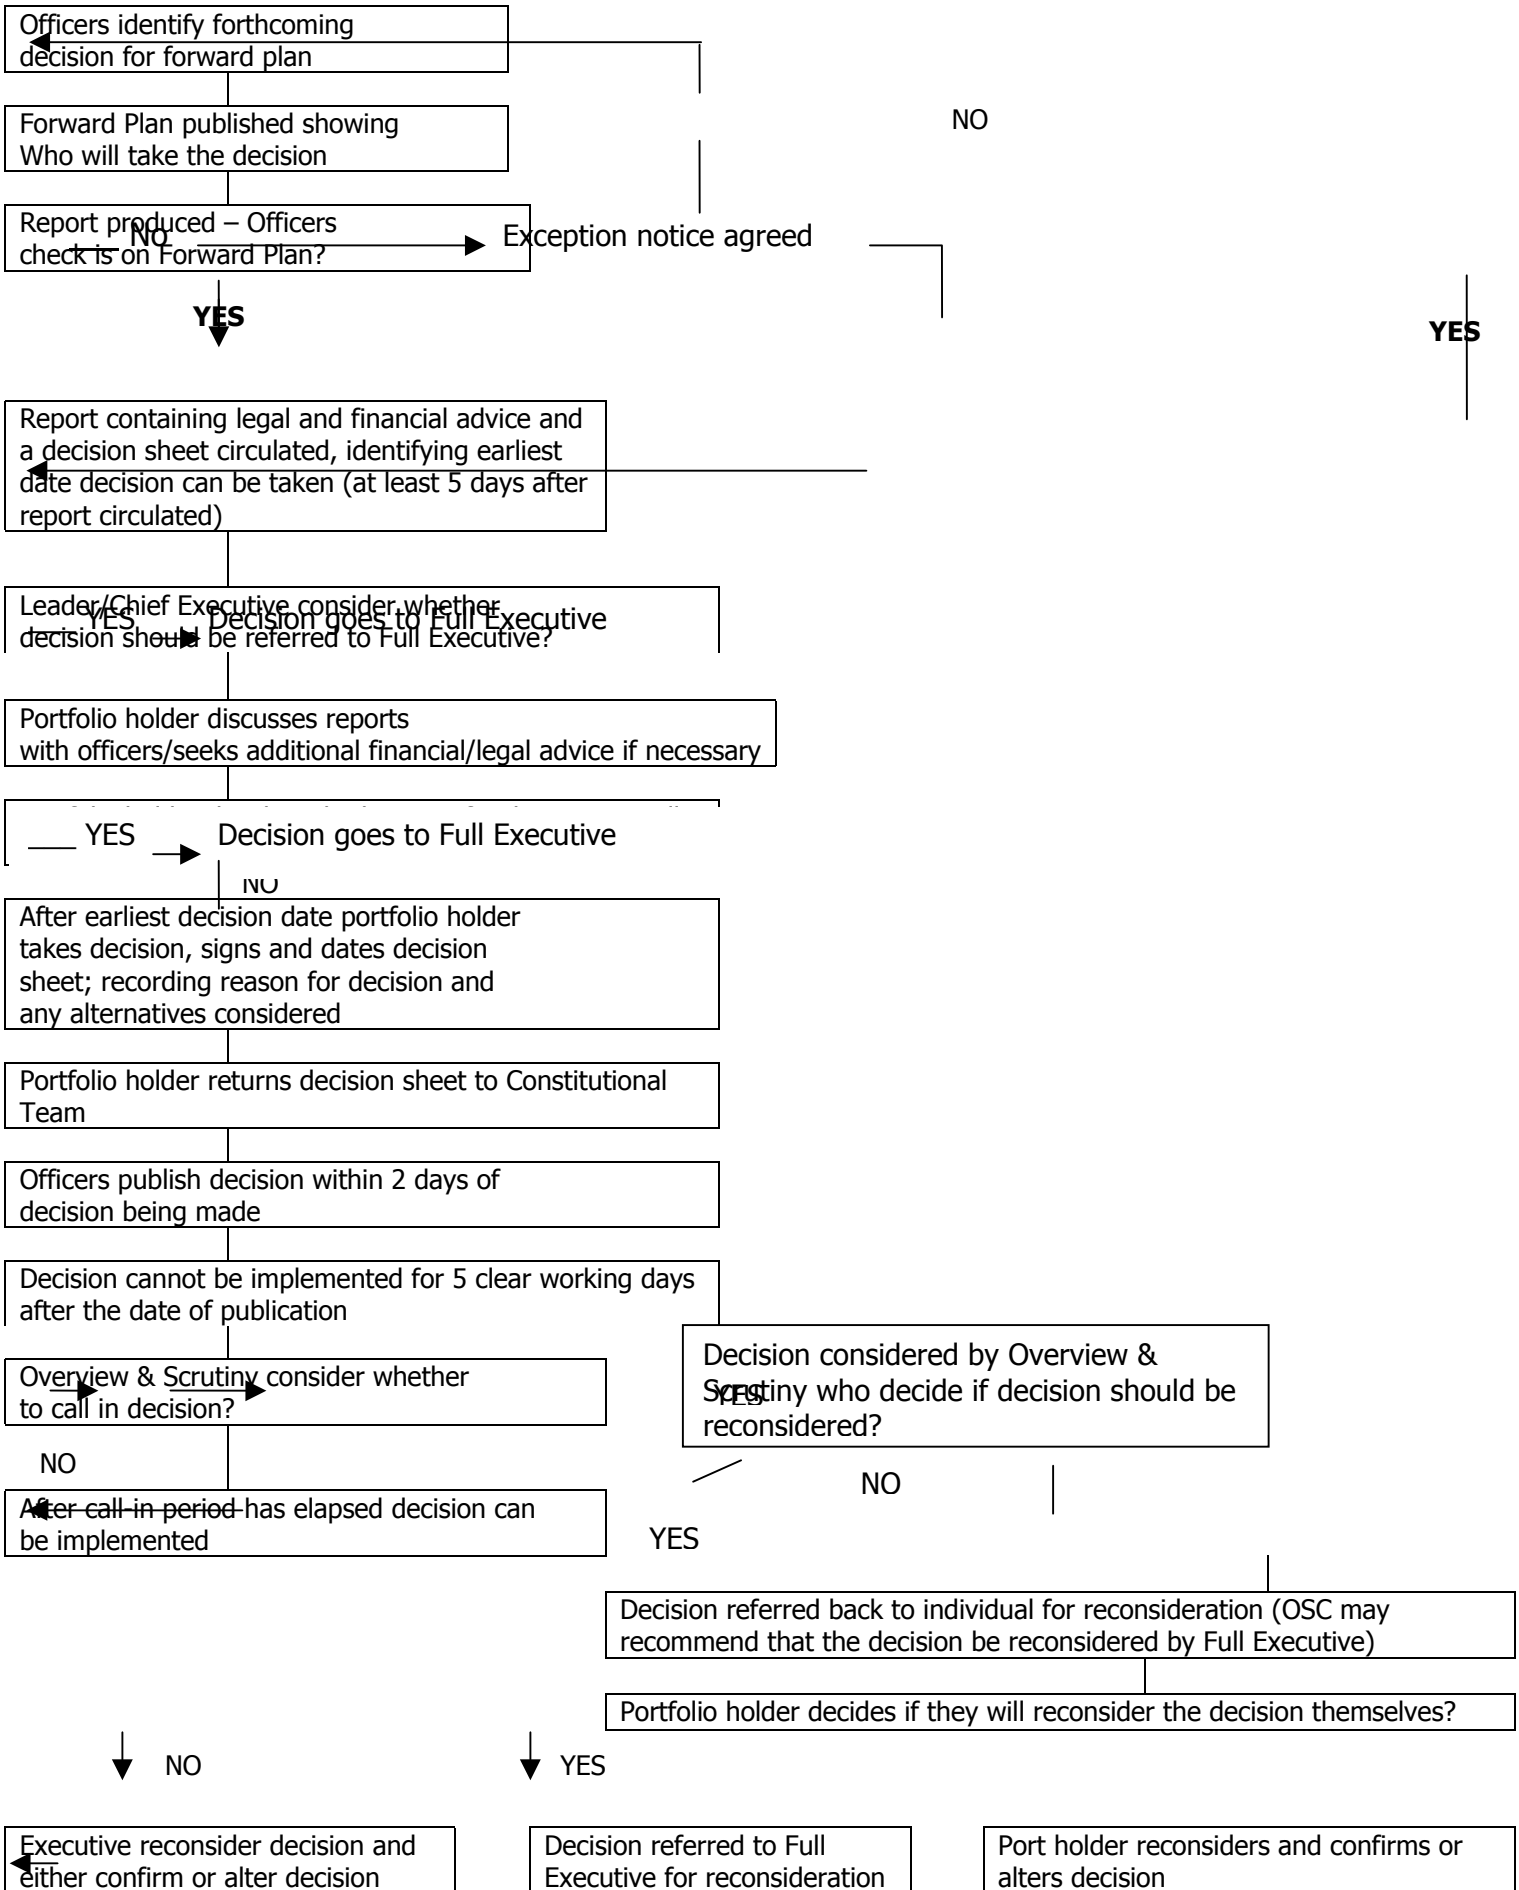 Officers identify forthcoming
decision for forward plan
Forward Plan published showing
NO
Who will take the decision
Report produced – Officers
No
Exception notice agreed
check is on Forward Plan?
YES
YES
Report containing legal and financial advice and
a decision sheet circulated, identifying earliest
date decision can be taken (at least 5 days after
report circulated)
Leader/Chief Executive consider whether
YES Decision goes to Full Executive
decision should be referred to Full Executive?
Portfolio holder discusses reports
with officers/seeks additional financial/legal advice if necessary
YES Decision goes to Full Executive
NO
After earliest decision date portfolio holder
takes decision, signs and dates decision
sheet; recording reason for decision and
any alternatives considered
Portfolio holder returns decision sheet to Constitutional
Team
Officers publish decision within 2 days of
decision being made
Decision cannot be implemented for 5 clear working days
after the date of publication
Overview & Scrutiny consider whether
to call in decision?
Decision considered by Overview &
Scrutiny who decide if decision should be
YES
reconsidered?
NO
NO
After call-in period has elapsed decision can
be implemented
YES
Decision referred back to individual for reconsideration (OSC may
recommend that the decision be reconsidered by Full Executive)
Portfolio holder decides if they will reconsider the decision themselves?
NO
YES
Executive reconsider decision and
either confirm or alter decision
Decision referred to Full
Executive for reconsideration
Port holder reconsiders and confirms or
alters decision